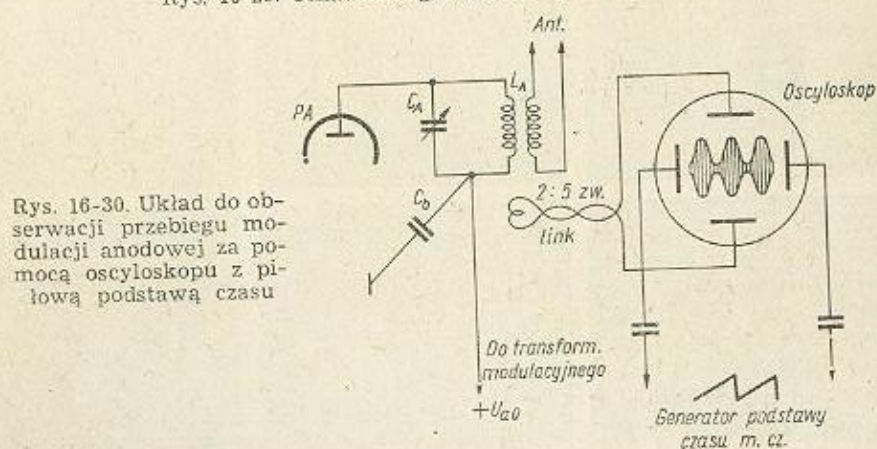 Rys.
Ant.
PA
C_A
L_A
Oscyloskop
2÷5 zw.
link
C_b
Rys. 16-30. Układ do ob-
serwacji przebiegu mo-
dulacji anodowej za po-
mocą oscyloskopu z pi-
łową podstawą czasu
Do transform.
modulacyjnego
+U_a0
Generator podstawy
czasu m. cz.